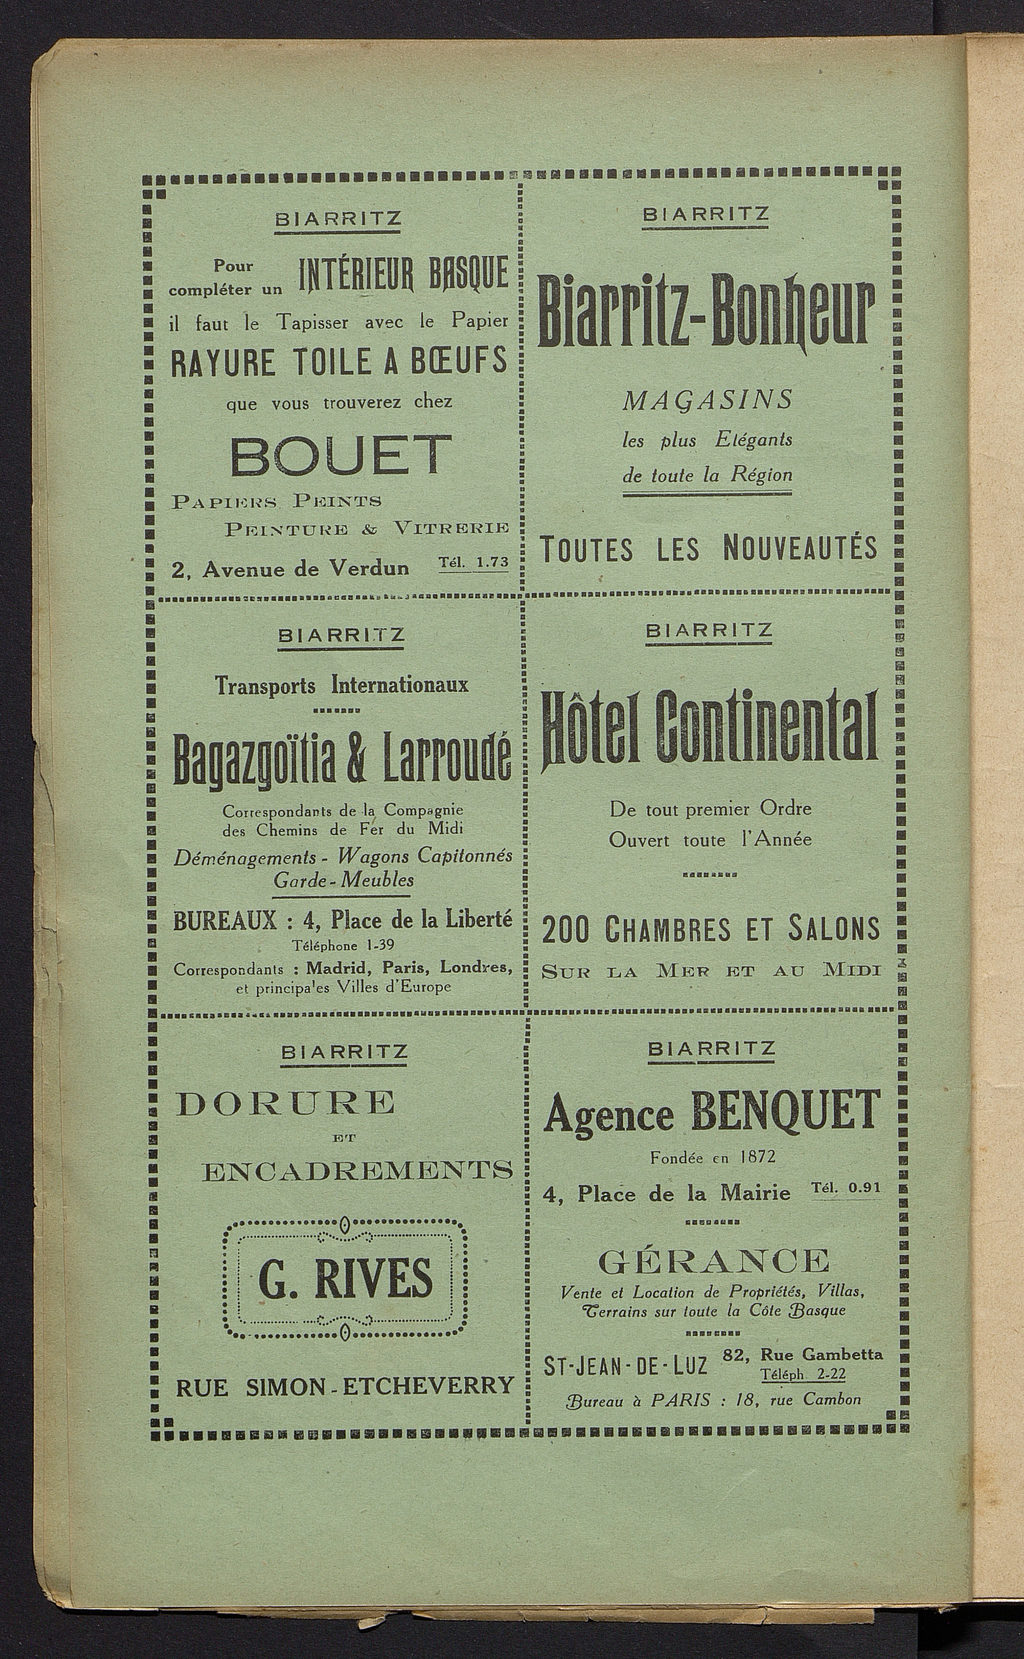 BIARRITZ
Pour
compléter un INTÉRIEUR BASQUE
il faut le Tapisser avec le Papier
RAYURE TOILE A BŒUFS
que vous trouverez chez
BOUET
PAPIERS PEINTS
PEINTURE & VITRERIE
2, Avenue de Verdun Tél. 1.73
BIARRITZ
Biarritz-Bonheur
MAGASINS
les plus Elégants
de toute la Région
TOUTES LES NOUVEAUTÉS
BIARRITZ
Transports Internationaux
Bagazgoïtia & Larroudé
Correspondants de la Compagnie
des Chemins de Fer du Midi
Déménagements - Wagons Capitonnés
Garde-Meubles
BUREAUX : 4, Place de la Liberté
Téléphone 1-39
Correspondants : Madrid, Paris, Londres,
et principales Villes d'Europe
BIARRITZ
Hôtel Continental
De tout premier Ordre
Ouvert toute l'Année
200 CHAMBRES ET SALONS
SUR LA MER ET AU MIDI
BIARRITZ
DORURE
ET
ENCADREMENTS
G. RIVES
RUE SIMON-ETCHEVERRY
BIARRITZ
Agence BENQUET
Fondée en 1872
4, Place de la Mairie Tél. 0.91
GÉRANCE
Vente et Location de Propriétés, Villas,
Terrains sur toute la Côte Basque
ST-JEAN-DE-LUZ 82, Rue Gambetta
Téléph. 2-22
Bureau à PARIS : 18, rue Cambon